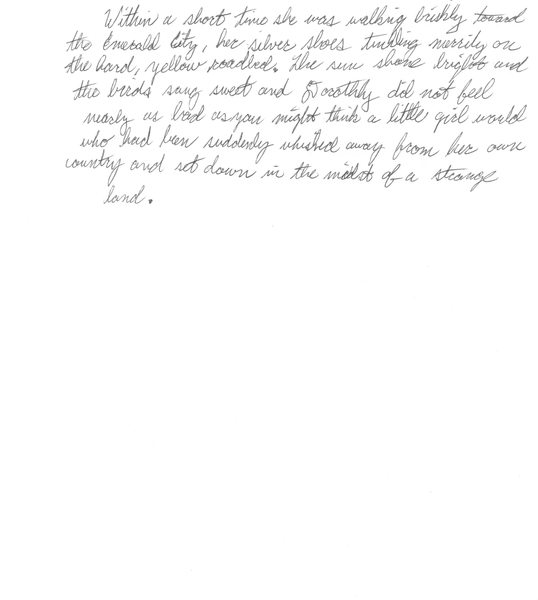 Within a short time she was walking briskly toward
the Emerald City, her silver shoes tinkling merrily on
the hard, yellow roadbed. The sun shone bright and
the birds sang sweet and Dorothy did not feel
nearly as bad as you might think a little girl would
who had been suddenly whisked away from her own
country and set down in the midst of a strange
land.